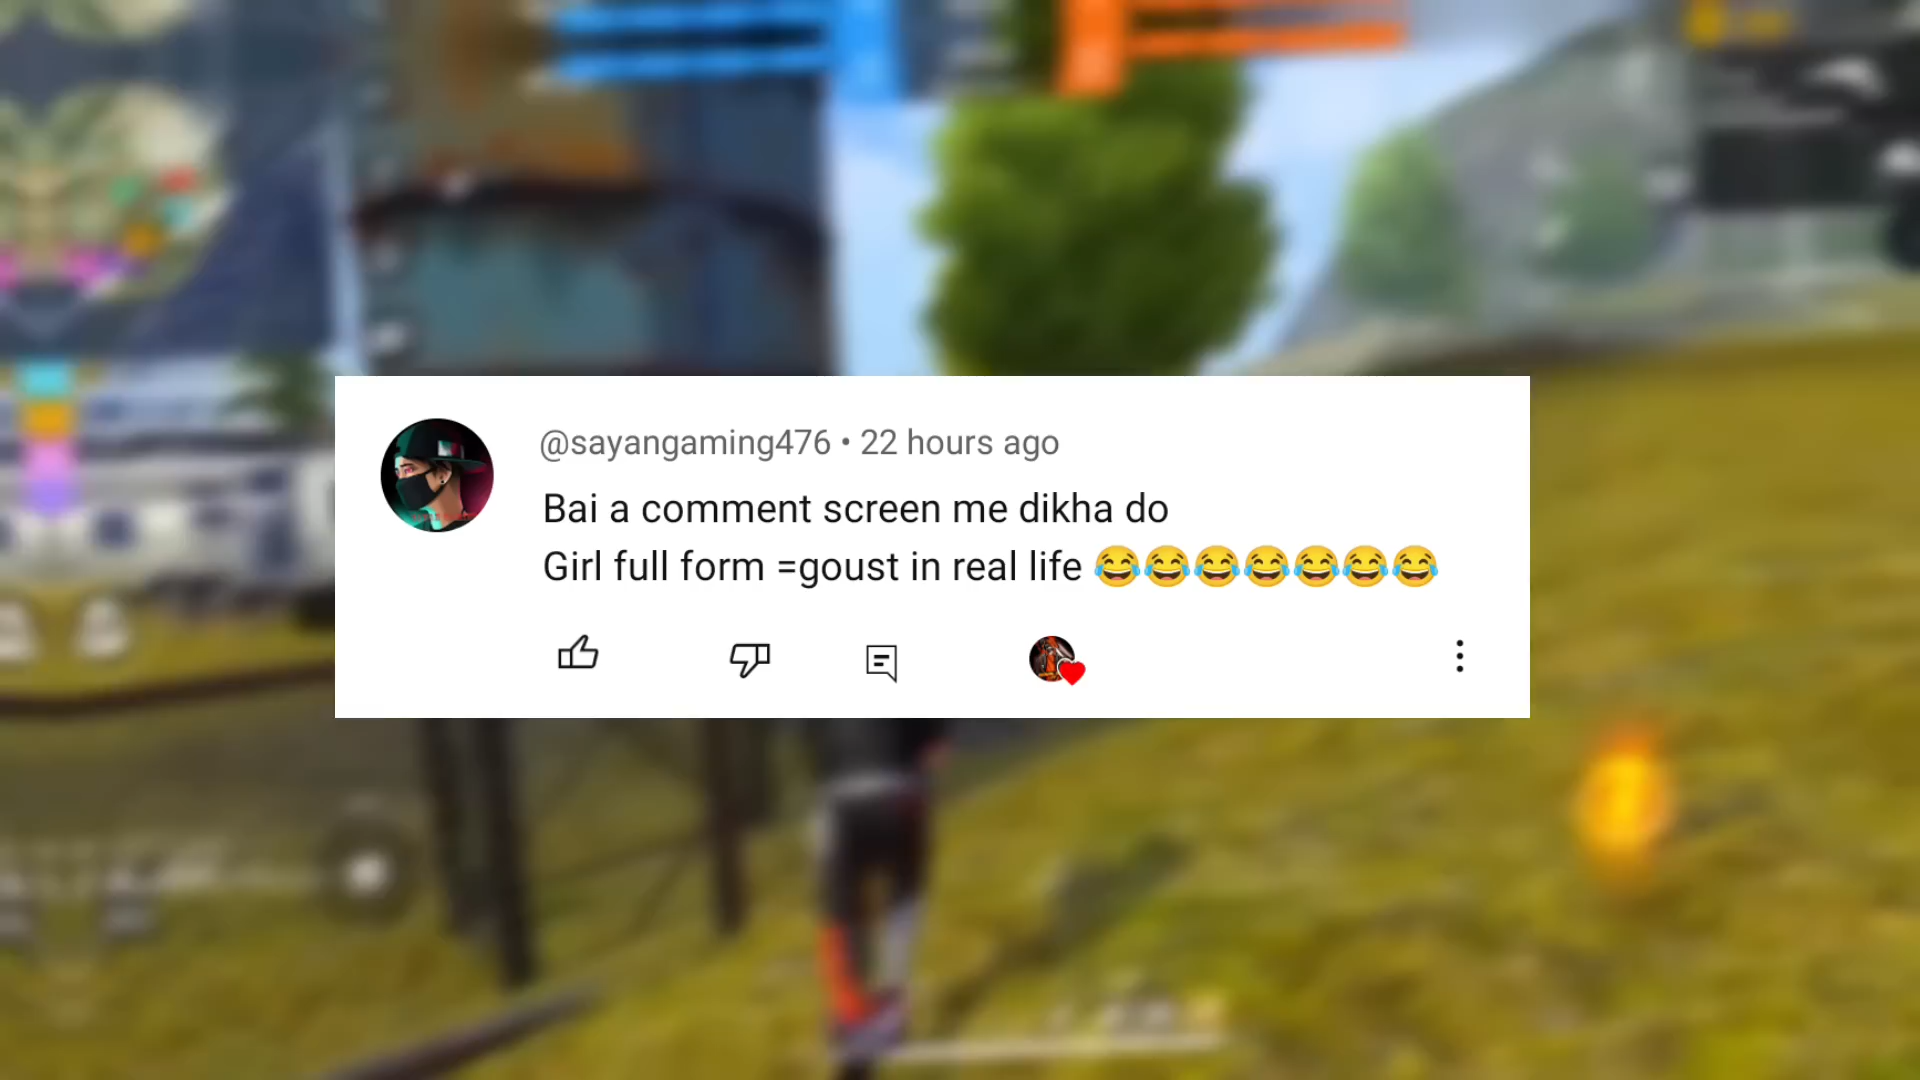 @sayangaming476 • 22 hours ago
Bai a comment screen me dikha do
Girl full form =goust in real life 😂😂😂😂😂😂😂